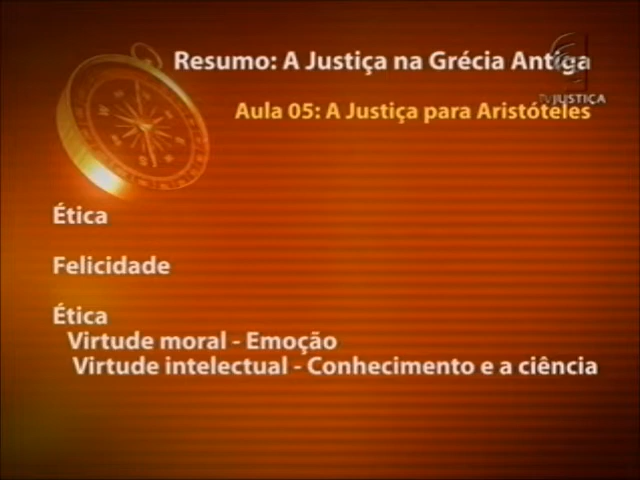 Resumo: A Justiça na Grécia Antiga
TV JUSTIÇA
Aula 05: A Justiça para Aristóteles
Ética
Felicidade
Ética
Virtude moral - Emoção
Virtude intelectual - Conhecimento e a ciência